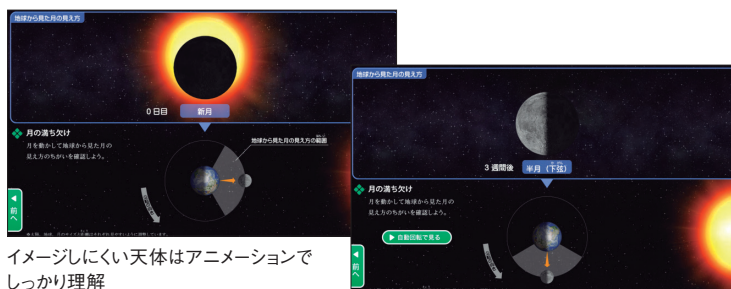 地球から見た月の見え方
0日目 新月
月の満ち欠け
月を動かして地球から見た月の
見え方のちがいを確認しよう。
地球から見た月の見え方の範囲
前へ
イメージしにくい天体はアニメーションで
しっかり理解
地球から見た月の見え方
3週間後 半月（下弦）
月の満ち欠け
月を動かして地球から見た月の
見え方のちがいを確認しよう。
自動回転で見る
前へ